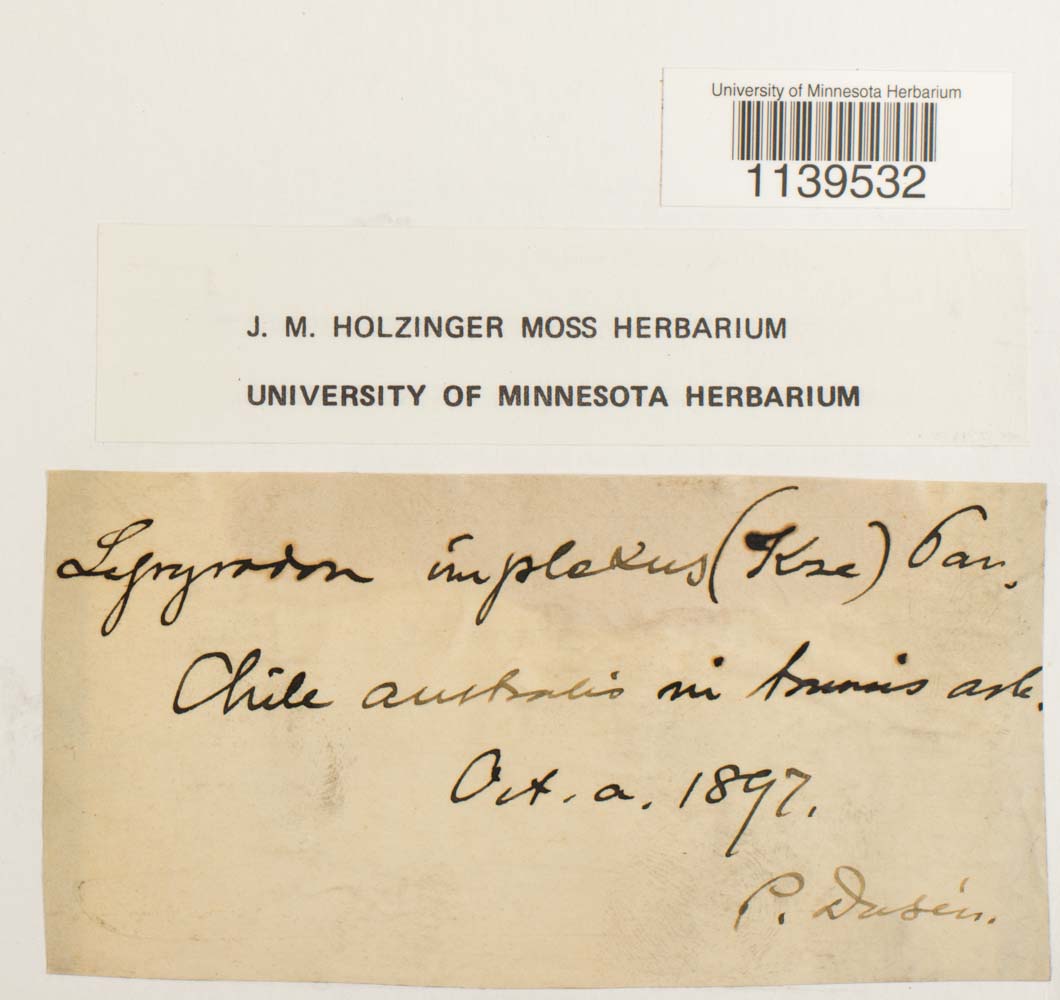 University of Minnesota Herbarium
1139532
J. M. HOLZINGER MOSS HERBARIUM
UNIVERSITY OF MINNESOTA HERBARIUM
implexus (Kze) Par.
Chile australis in truncis arb.
Oct. a. 1897.
P. Dusén.